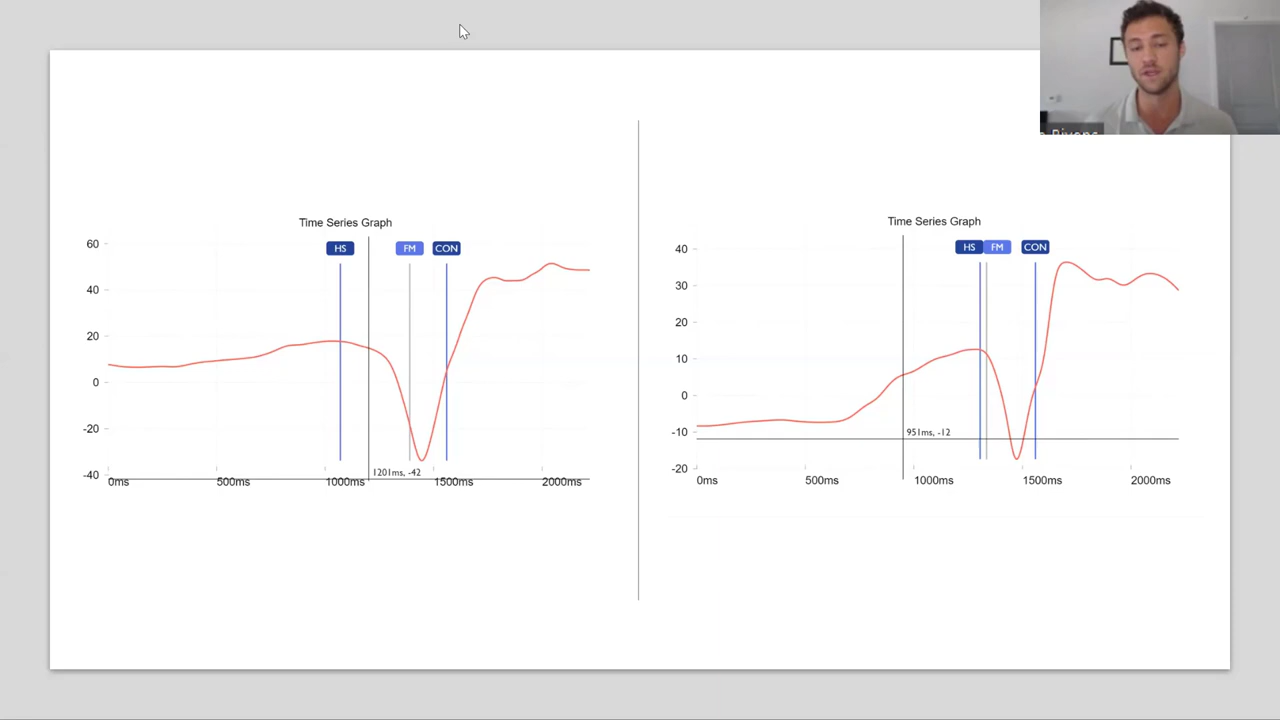 Time Series Graph
HS FM CON
60
40
20
0
-20
-40
1201ms, -42
0ms 500ms 1000ms 1500ms 2000ms
Time Series Graph
HS FM CON
40
30
20
10
0
-10
-20
951ms, -12
0ms 500ms 1000ms 1500ms 2000ms